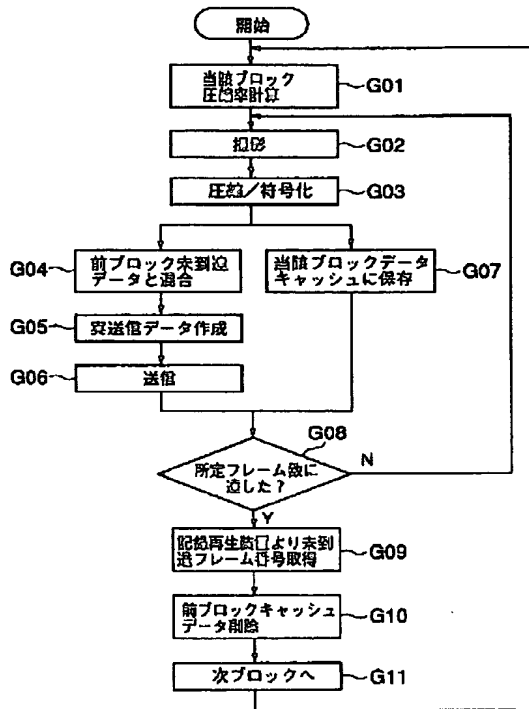 開始
当該ブロック
圧縮率計算
G01
撮影
G02
圧縮/符号化
G03
G04
前ブロック未到達
データと混合
当該ブロックデータ
キャッシュに保存
G07
G05
実送信データ作成
G06
送信
G08
所定フレーム数に
達した?
N
Y
記録再生装置より未到
達フレーム番号取得
G09
前ブロックキャッシュ
データ削除
G10
次ブロックへ
G11